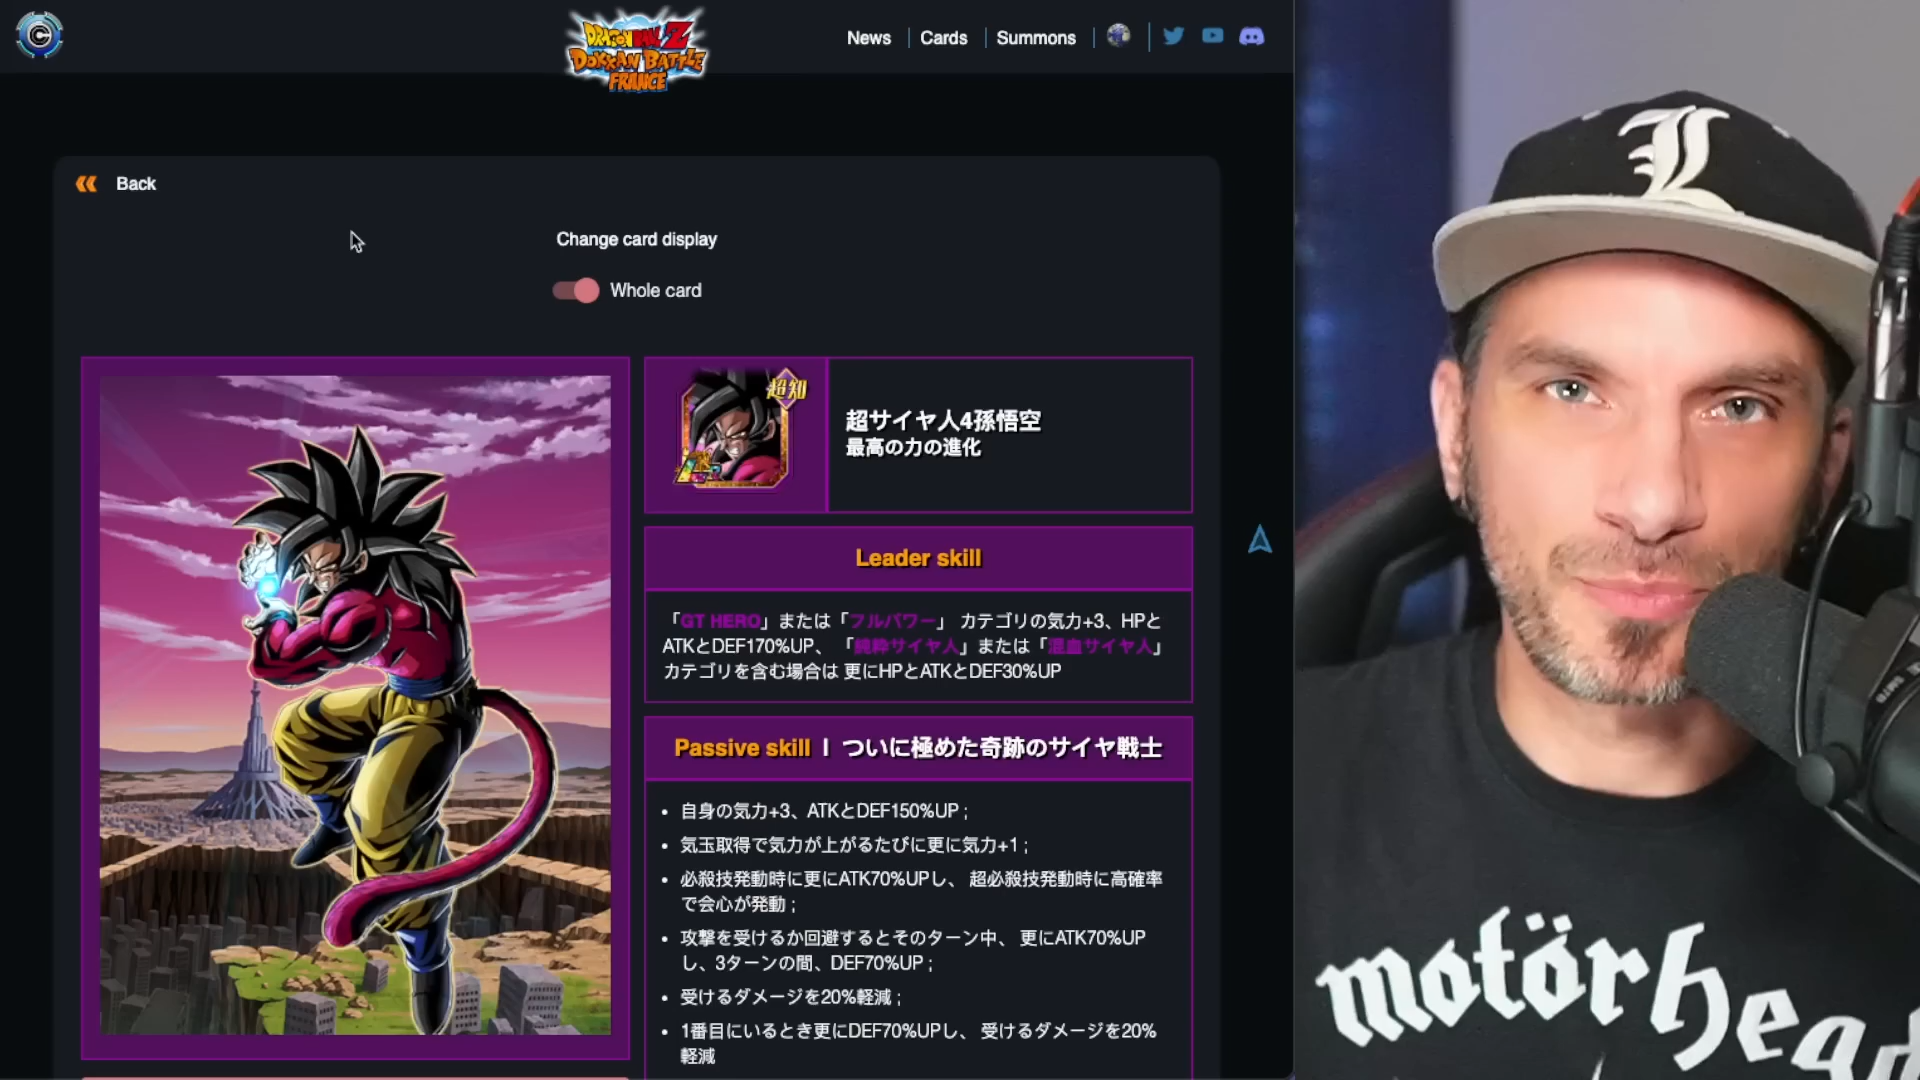 DRAGON BALL Z
DOKKAN BATTLE
FRANCE
News
Cards
Summons
Back
Change card display
Whole card
超知
超サイヤ人4孫悟空
最高の力の進化
Leader skill
「GT HERO」または「フルパワー」 カテゴリの気力+3、HPと
ATKとDEF170%UP、 「純粋サイヤ人」または「混血サイヤ人」
カテゴリを含む場合は 更にHPとATKとDEF30%UP
Passive skill | ついに極めた奇跡のサイヤ戦士
自身の気力+3、ATKとDEF150%UP ;
気玉取得で気力が上がるたびに更に気力+1 ;
必殺技発動時に更にATK70%UPし、 超必殺技発動時に高確率
で会心が発動 ;
攻撃を受けるか回避するとそのターン中、 更にATK70%UP
し、3ターンの間、DEF70%UP ;
受けるダメージを20%軽減 ;
1番目にいるとき更にDEF70%UPし、 受けるダメージを20%
軽減
L
motörhead